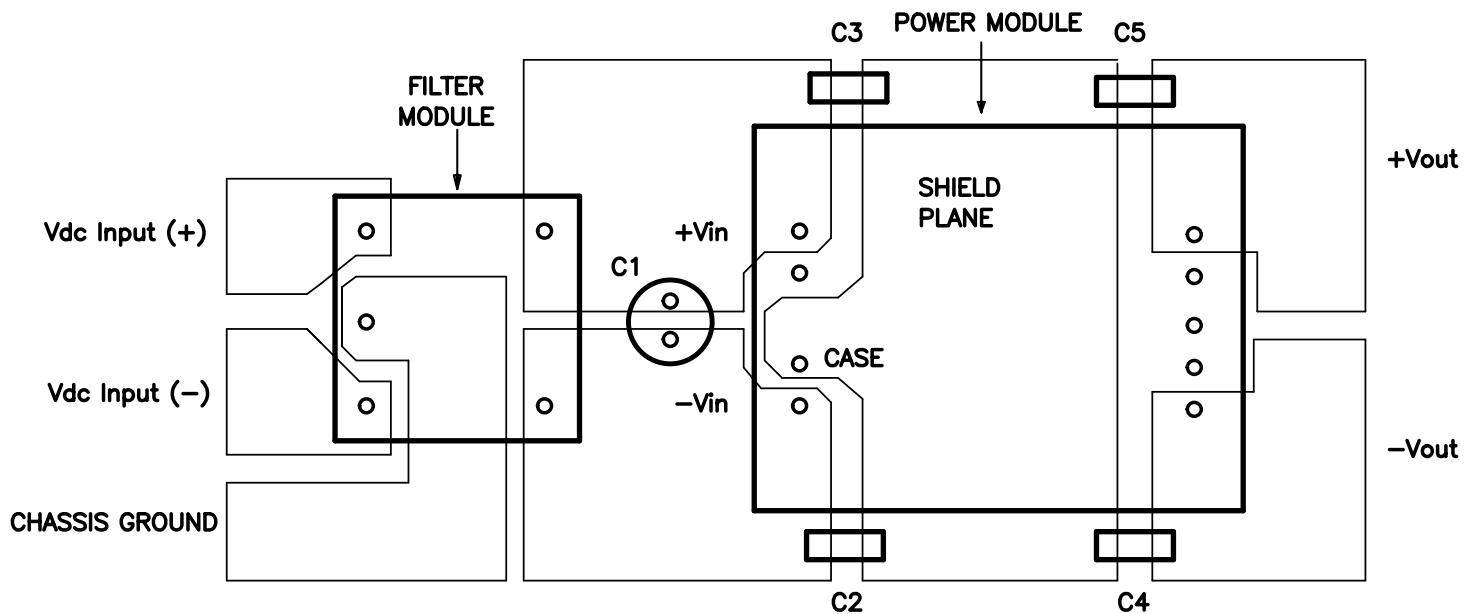 POWER MODULE
C3
C5
FILTER
MODULE
+Vout
SHIELD
PLANE
Vdc Input (+)
+Vin
C1
CASE
Vdc Input (−)
−Vin
−Vout
CHASSIS GROUND
C2
C4